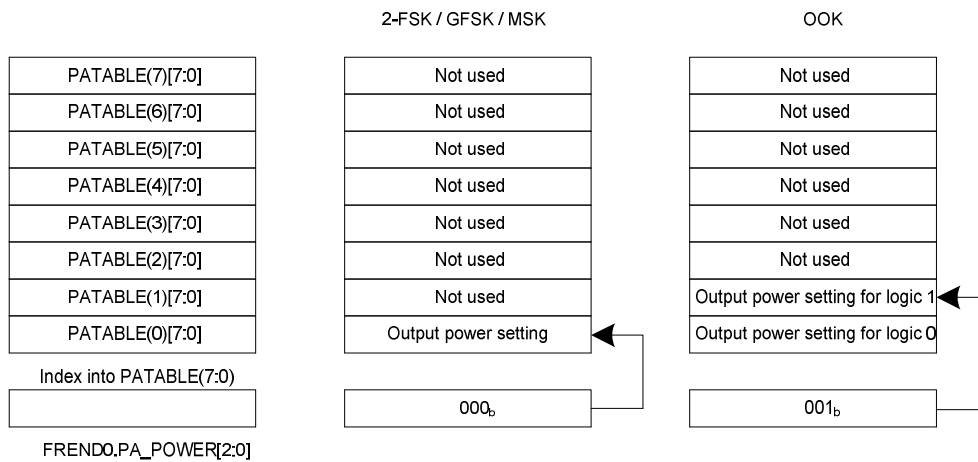 2-FSK / GFSK / MSK
OOK
PATABLE(7)[7:0]
Not used
Not used
PATABLE(6)[7:0]
Not used
Not used
PATABLE(5)[7:0]
Not used
Not used
PATABLE(4)[7:0]
Not used
Not used
PATABLE(3)[7:0]
Not used
Not used
PATABLE(2)[7:0]
Not used
Not used
PATABLE(1)[7:0]
Not used
Output power setting for logic 1
PATABLE(0)[7:0]
Output power setting
Output power setting for logic 0
Index into PATABLE(7:0)
000b
001b
FREND0.PA_POWER[2:0]